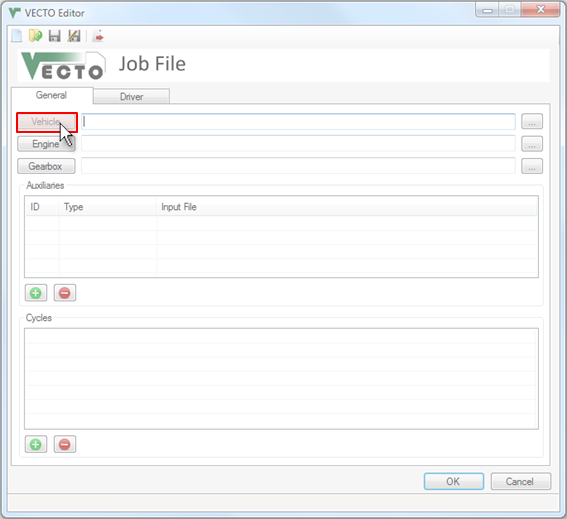 VECTO Editor
VECTO Job File
General Driver
Vehicle ...
Engine ...
Gearbox ...
Auxiliaries
ID Type Input File
Cycles
OK Cancel